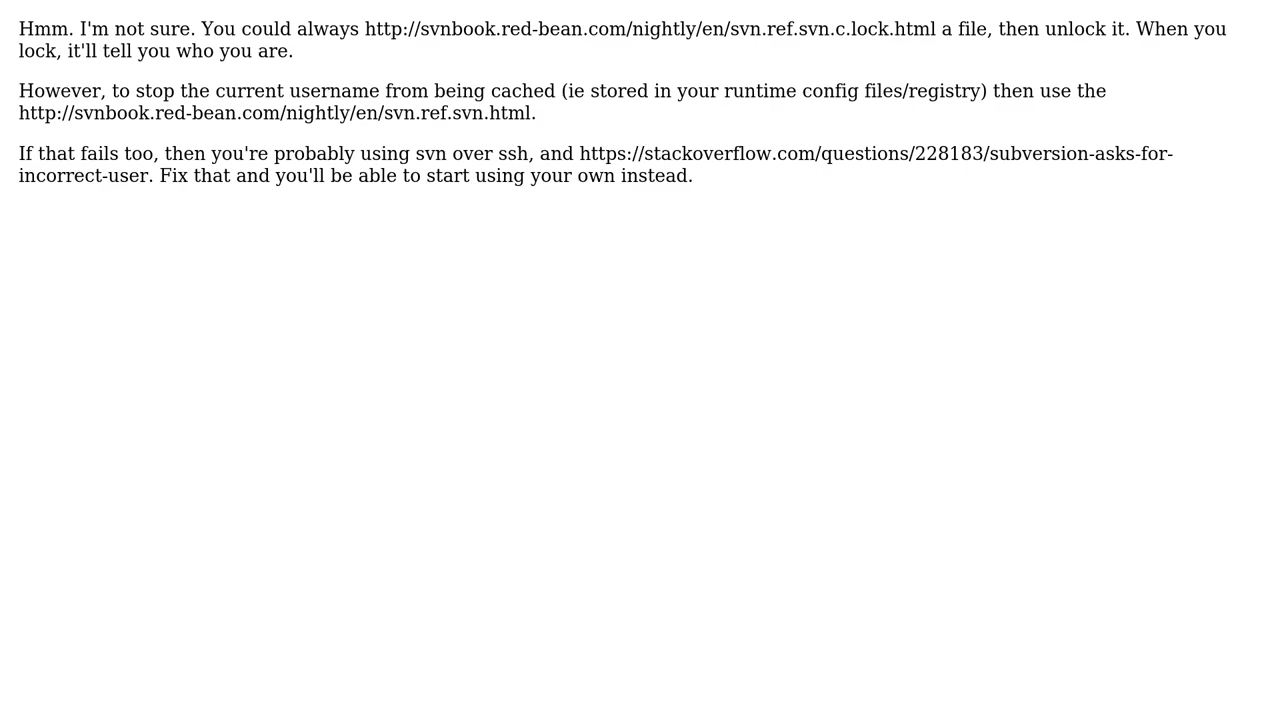 Hmm. I'm not sure. You could always http://svnbook.red-bean.com/nightly/en/svn.ref.svn.c.lock.html a file, then unlock it. When you
lock, it'll tell you who you are.
However, to stop the current username from being cached (ie stored in your runtime config files/registry) then use the
http://svnbook.red-bean.com/nightly/en/svn.ref.svn.html.
If that fails too, then you're probably using svn over ssh, and https://stackoverflow.com/questions/228183/subversion-asks-for-
incorrect-user. Fix that and you'll be able to start using your own instead.